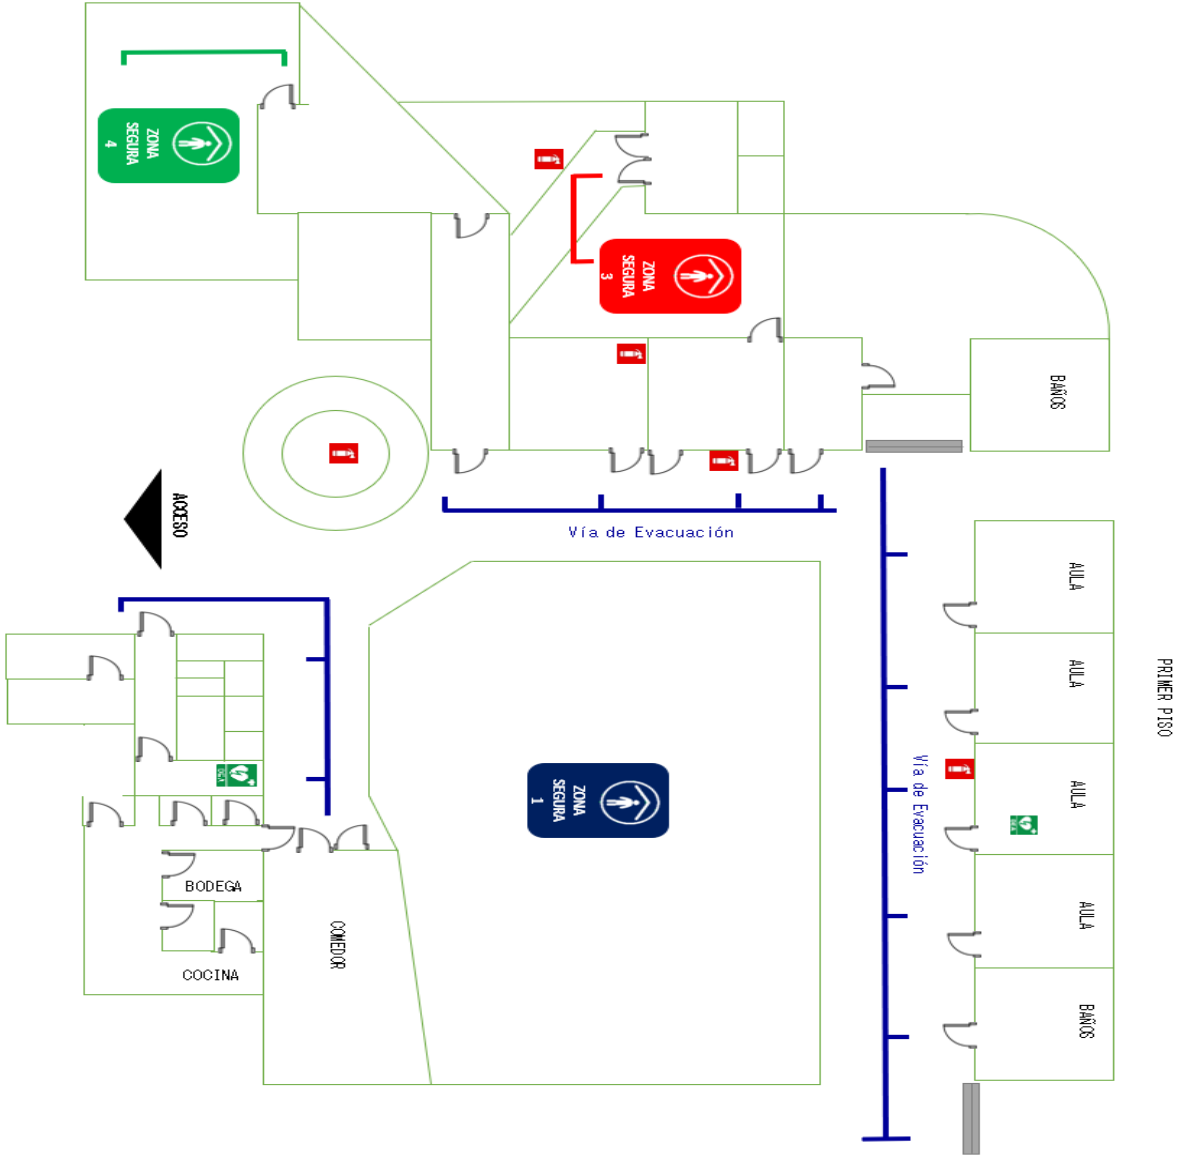 ZONA
SEGURA
4
ZONA
SEGURA
3
BAÑOS
ACCESO
Vía de Evacuación
AULA
AULA
PRIMER PISO
AULA
AULA
BAÑOS
Vía de Evacuación
ZONA
SEGURA
1
BODEGA
COCINA
COMEDOR